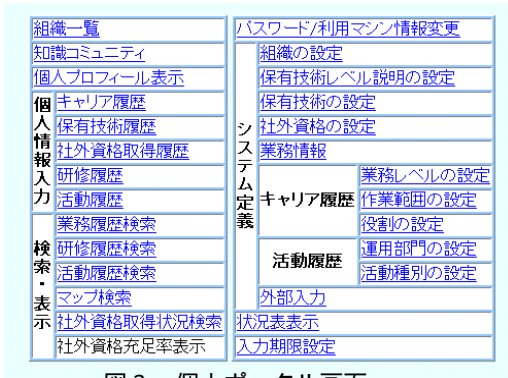 組織一覧
知識コミュニティ
個人プロフィール表示
個人情報入力
キャリア履歴
保有技術履歴
社外資格取得履歴
研修履歴
活動履歴
検索・表示
業務履歴検索
研修履歴検索
活動履歴検索
マップ検索
社外資格取得状況検索
社外資格充足率表示
パスワード/利用マシン情報変更
システム定義
組織の設定
保有技術レベル説明の設定
保有技術の設定
社外資格の設定
業務情報
キャリア履歴
業務レベルの設定
作業範囲の設定
役割の設定
活動履歴
運用部門の設定
活動種別の設定
外部入力
状況表表示
入力期限設定